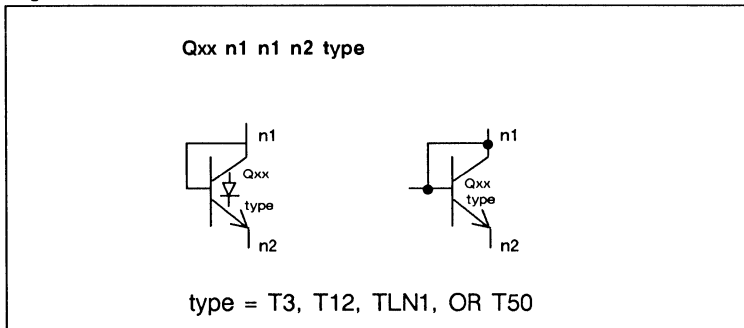 Qxx n1 n1 n2 type
n1
Qxx
type
n2
n1
Qxx
type
n2
type = T3, T12, TLN1, OR T50